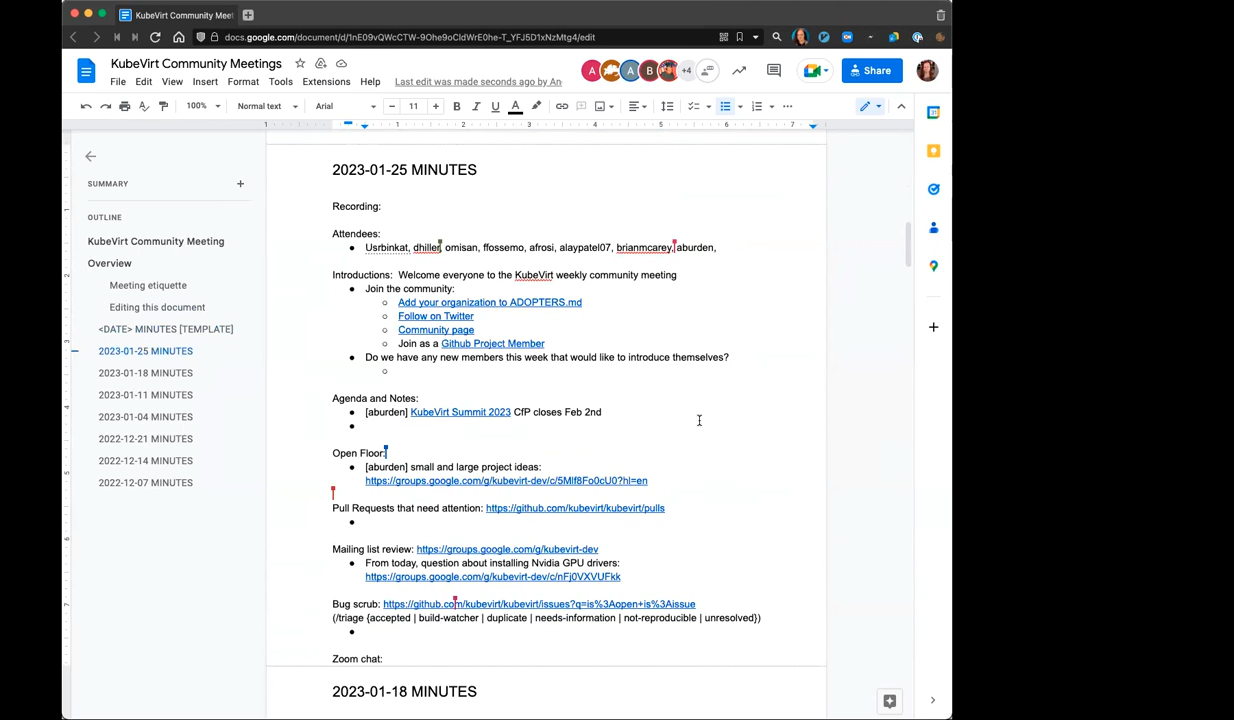 KubeVirt Community Meet
docs.google.com/document/d/1nE09vQWcCTW-9Ohe9oCldWrE0he-T_YFJ5D1xNzMtg4/edit
KubeVirt Community Meetings
File Edit View Insert Format Tools Extensions Help Last edit was made seconds ago by An
A A B +4
Share
100% Normal text Arial 11 B I U A
1 1 2 3 4 5 6 7
SUMMARY
OUTLINE
KubeVirt Community Meeting
Overview
Meeting etiquette
Editing this document
<DATE> MINUTES [TEMPLATE]
2023-01-25 MINUTES
2023-01-18 MINUTES
2023-01-11 MINUTES
2023-01-04 MINUTES
2022-12-21 MINUTES
2022-12-14 MINUTES
2022-12-07 MINUTES
2023-01-25 MINUTES
Recording:
Attendees:
Usrbinkat, dhiller, omisan, ffossemo, afrosi, alaypatel07, brianmcarey, aburden,
Introductions: Welcome everyone to the KubeVirt weekly community meeting
Join the community:
Add your organization to ADOPTERS.md
Follow on Twitter
Community page
Join as a Github Project Member
Do we have any new members this week that would like to introduce themselves?
Agenda and Notes:
[aburden] KubeVirt Summit 2023 CfP closes Feb 2nd
Open Floor:
[aburden] small and large project ideas:
https://groups.google.com/g/kubevirt-dev/c/5Mlf8Fo0cU0?hl=en
Pull Requests that need attention: https://github.com/kubevirt/kubevirt/pulls
Mailing list review: https://groups.google.com/g/kubevirt-dev
From today, question about installing Nvidia GPU drivers:
https://groups.google.com/g/kubevirt-dev/c/nFj0VXVUFkk
Bug scrub: https://github.com/kubevirt/kubevirt/issues?q=is%3Aopen+is%3Aissue
(/triage {accepted | build-watcher | duplicate | needs-information | not-reproducible | unresolved})
Zoom chat:
2023-01-18 MINUTES